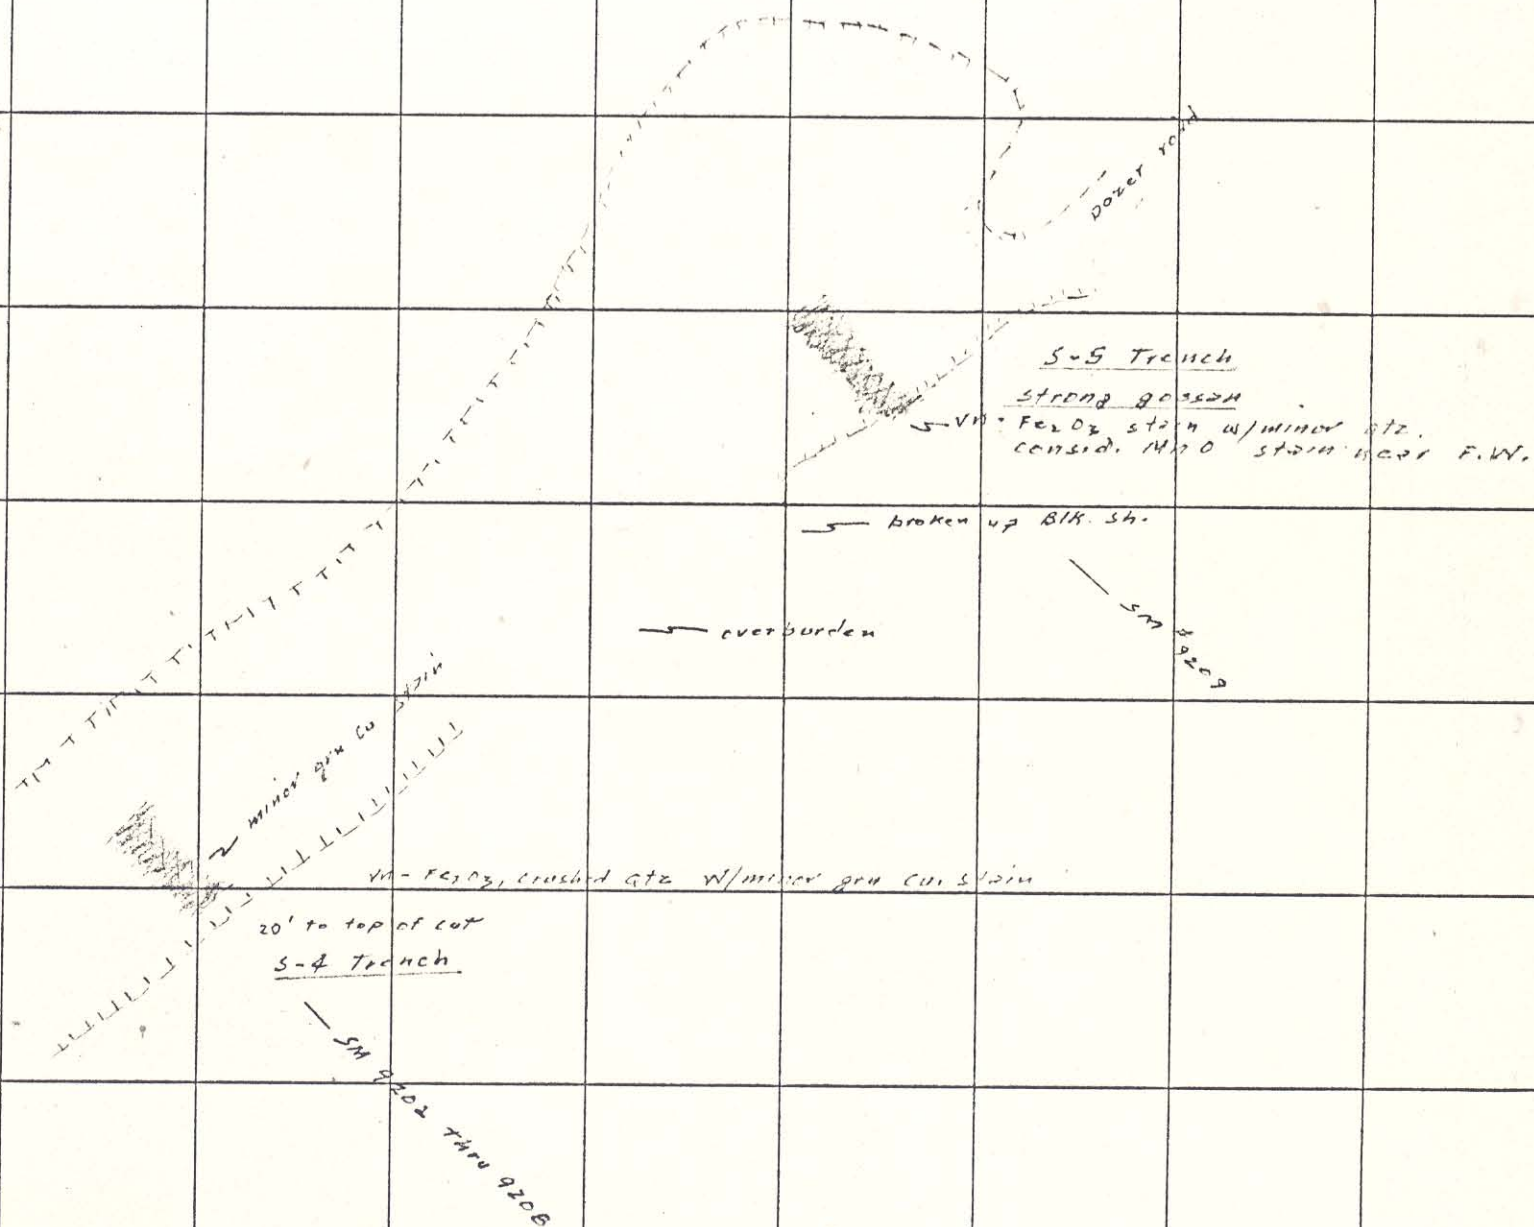 Dozer road
S-5 Trench
strong gossan
Vn - Fe2O3 stain w/minor qtz.
consid. MnO stain near F.W.
broken up Blk. sh.
SM #9209
overburden
minor grn Cu stain
Vn - Fe2O3, crushed qtz w/minor grn Cu. stain
20' to top of cut
S-4 Trench
SM 9202 thru 9208